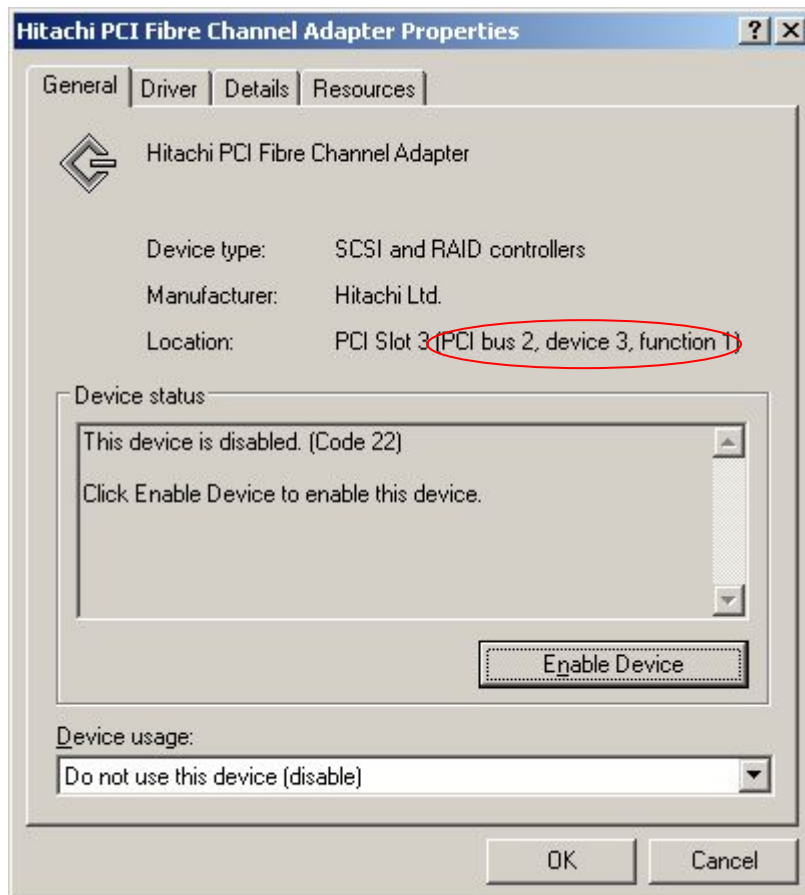 Hitachi PCI Fibre Channel Adapter Properties
General Driver Details Resources
Hitachi PCI Fibre Channel Adapter
Device type: SCSI and RAID controllers
Manufacturer: Hitachi Ltd.
Location: PCI Slot 3 (PCI bus 2, device 3, function 1)
Device status
This device is disabled. (Code 22)
Click Enable Device to enable this device.
Enable Device
Device usage:
Do not use this device (disable)
OK Cancel